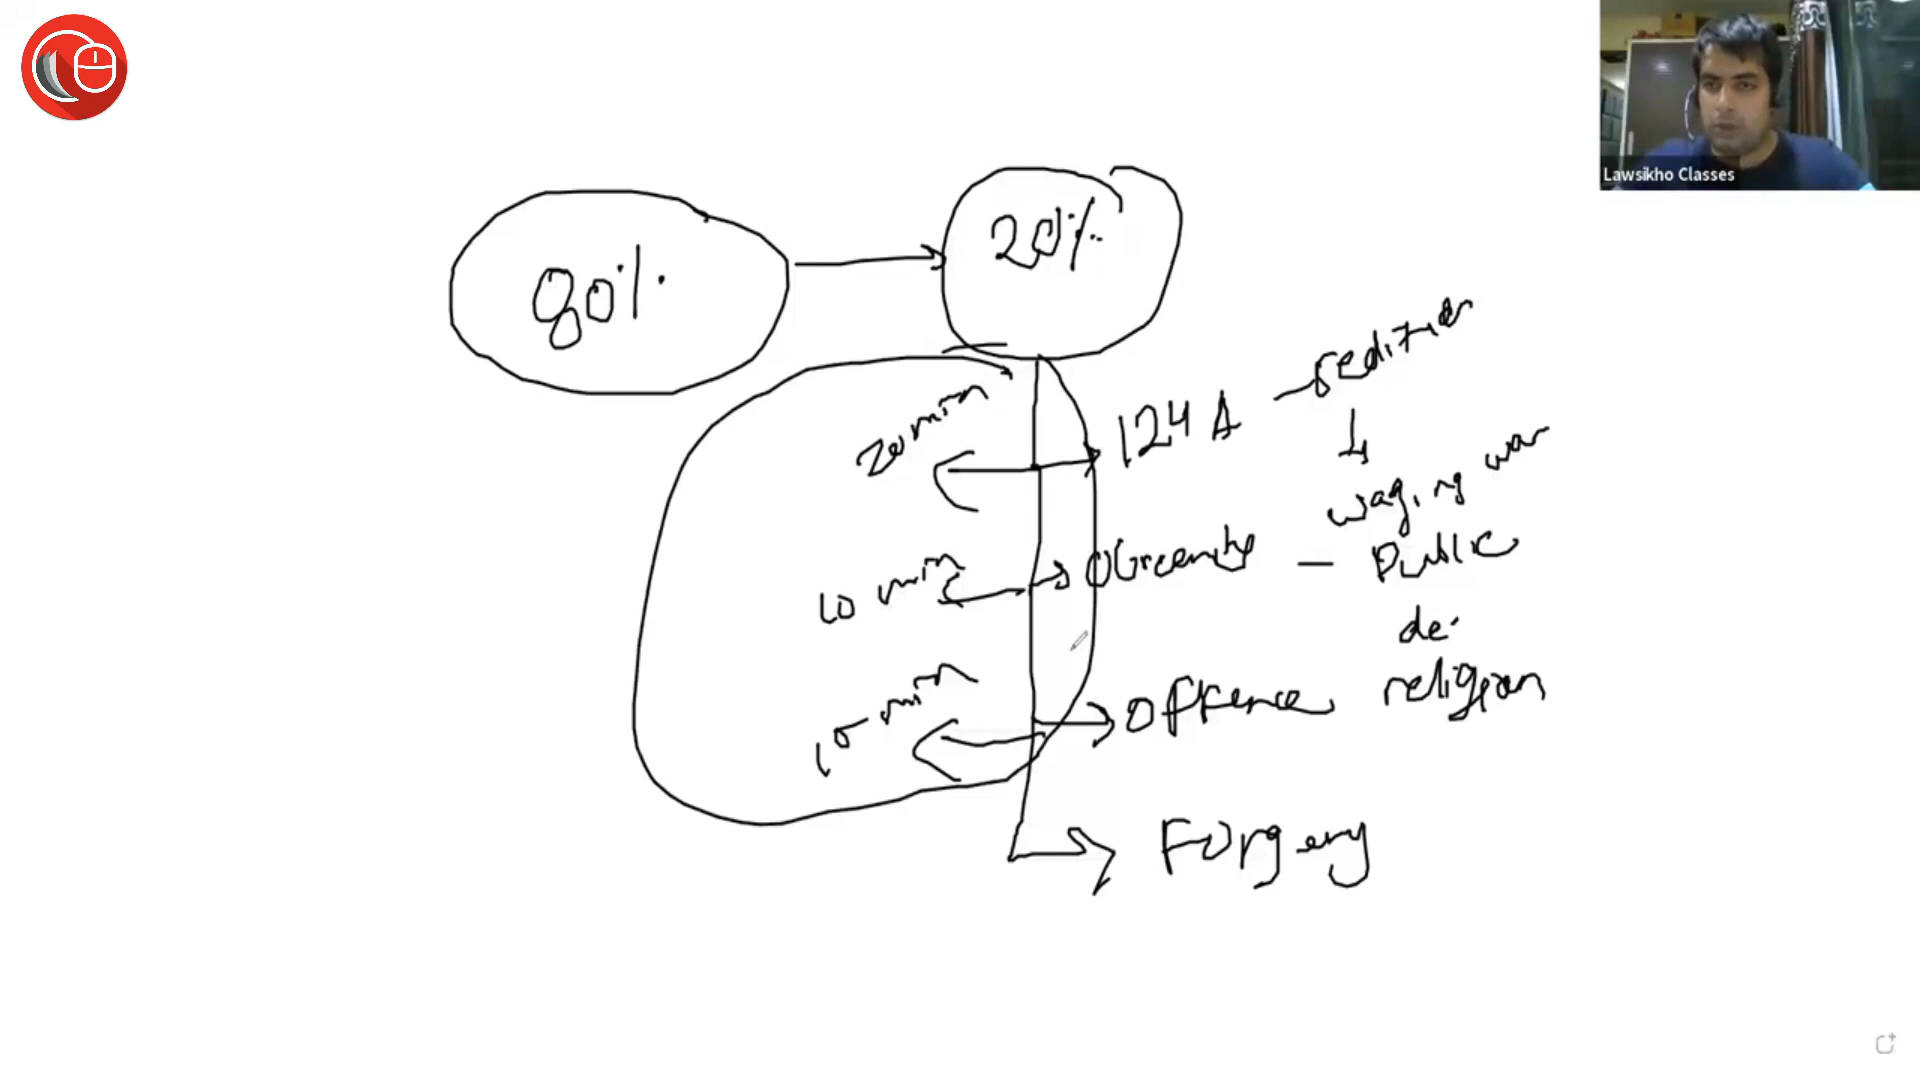 Lawsikho Classes
80%
20%
20 min
124 A – sedition
waging war
10 min
Obscenity – Public
de.
10 min
Offence religion
Forgery